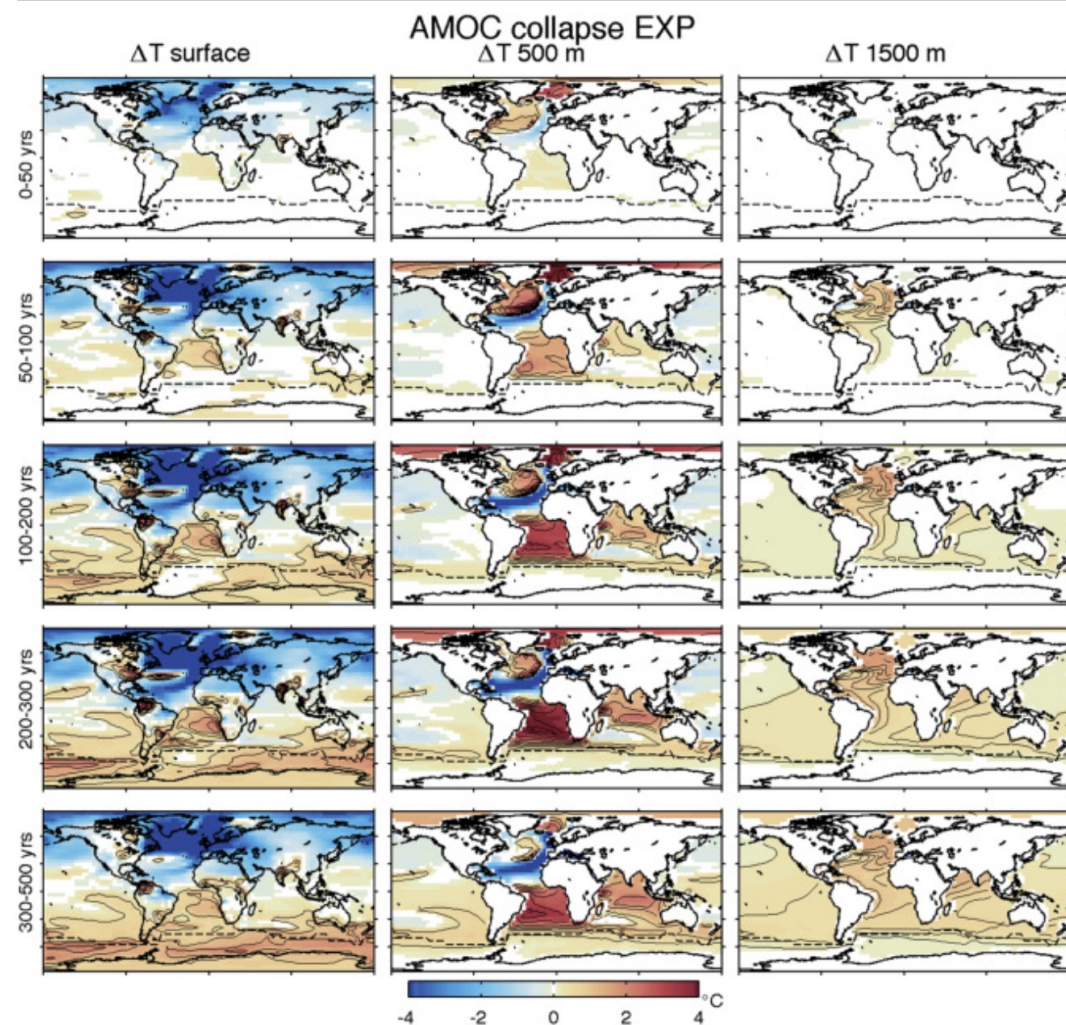 AMOC collapse EXP
ΔT surface
ΔT 500 m
ΔT 1500 m
0-50 yrs
50-100 yrs
100-200 yrs
200-300 yrs
300-500 yrs
-4 -2 0 2 4 °C